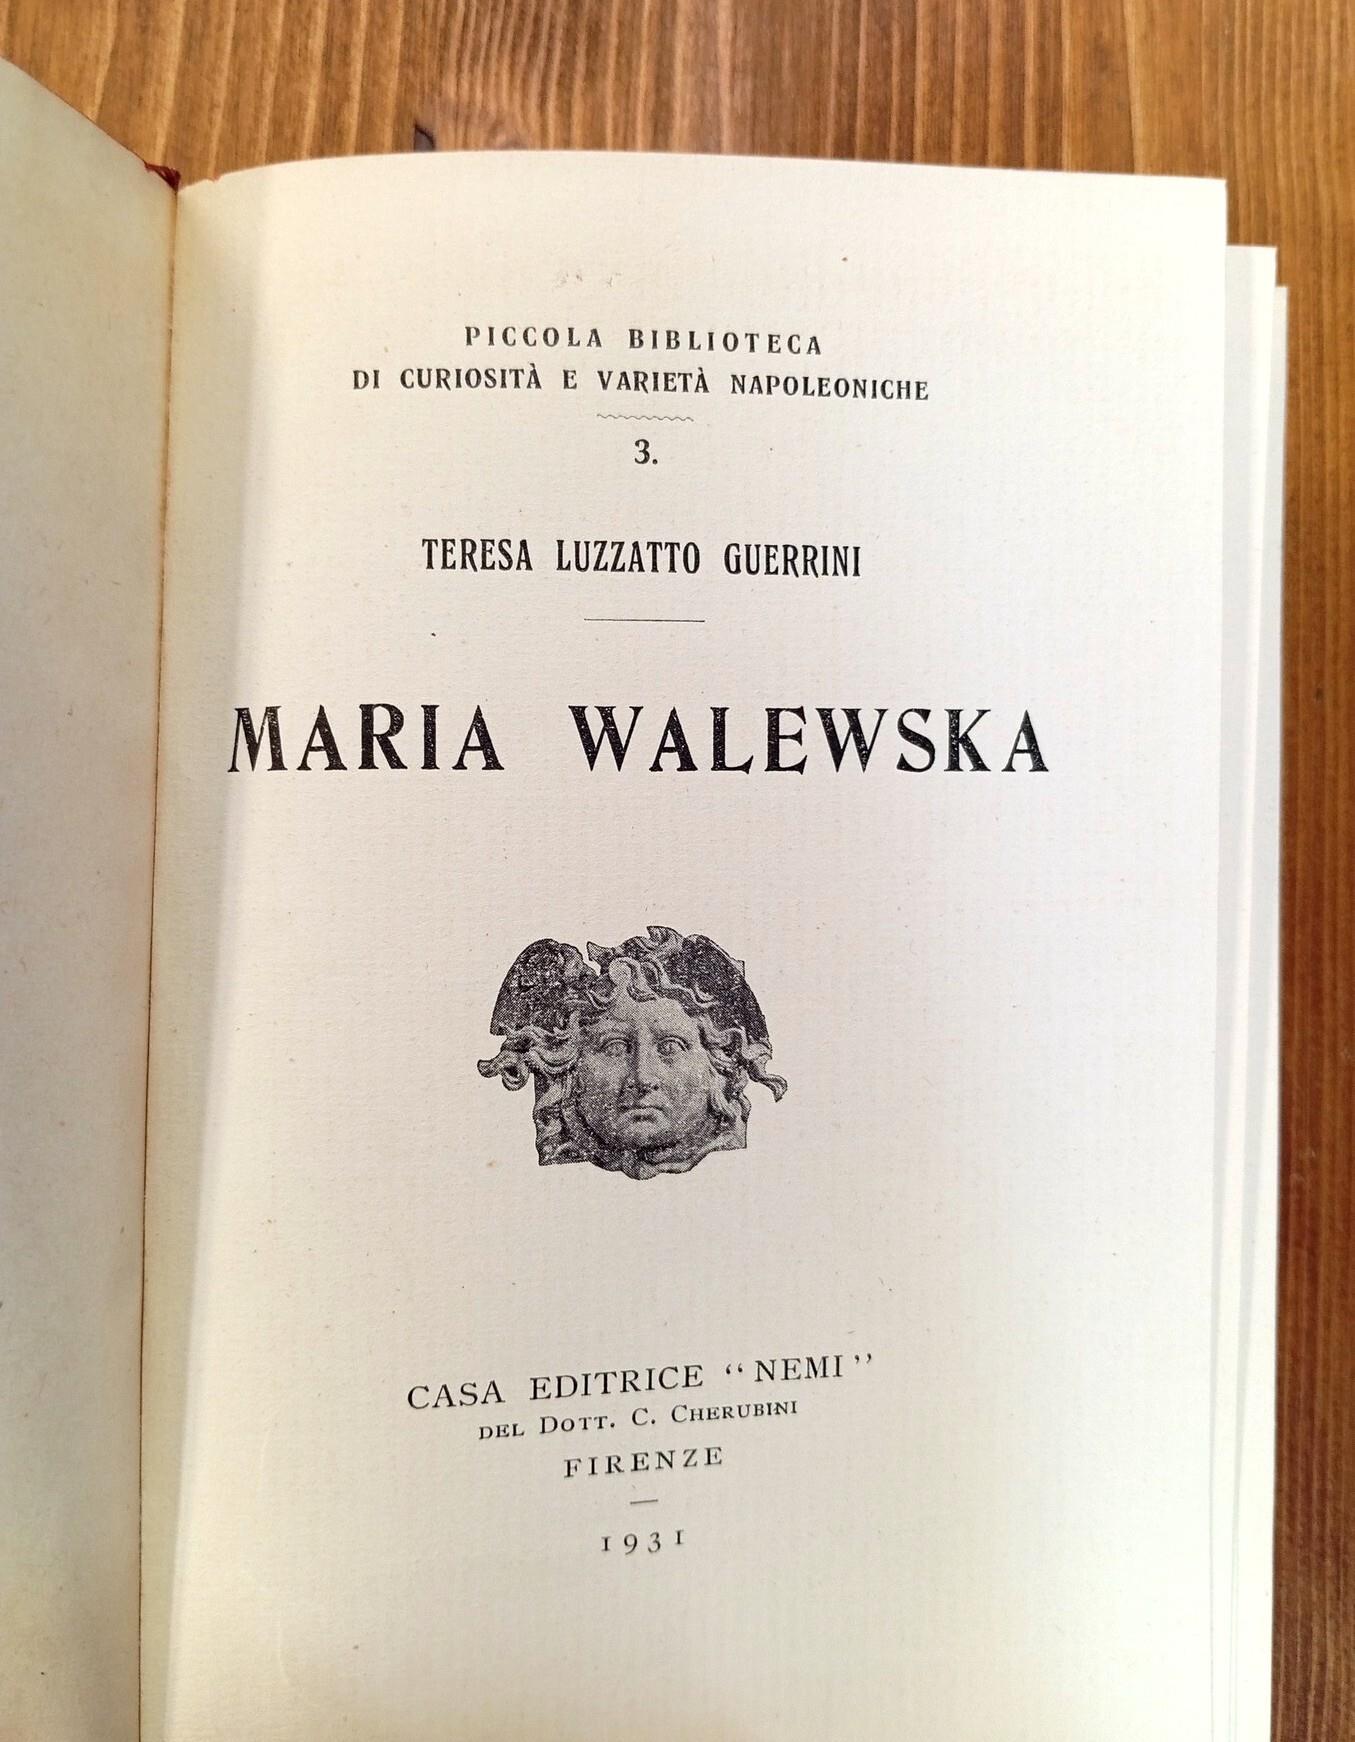 PICCOLA BIBLIOTECA
DI CURIOSITÀ E VARIETÀ NAPOLEONICHE
3.
TERESA LUZZATTO GUERRINI
MARIA WALEWSKA
CASA EDITRICE “NEMI”
DEL DOTT. C. CHERUBINI
FIRENZE
1931